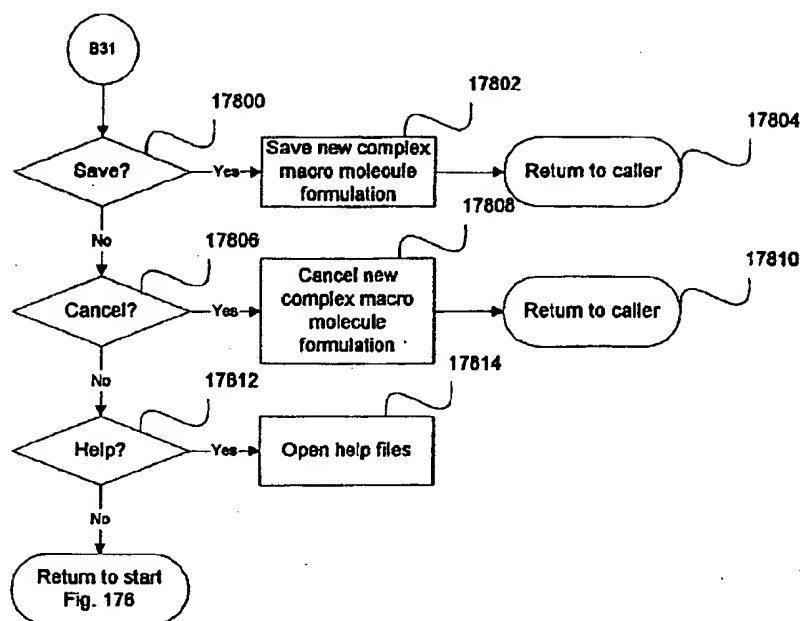 B31
17800
Save?
Yes
17802
Save new complex
macro molecule
formulation
17804
Return to caller
No
17806
Cancel?
Yes
17808
Cancel new
complex macro
molecule
formulation
17810
Return to caller
No
17812
Help?
Yes
17814
Open help files
No
Return to start
Fig. 176